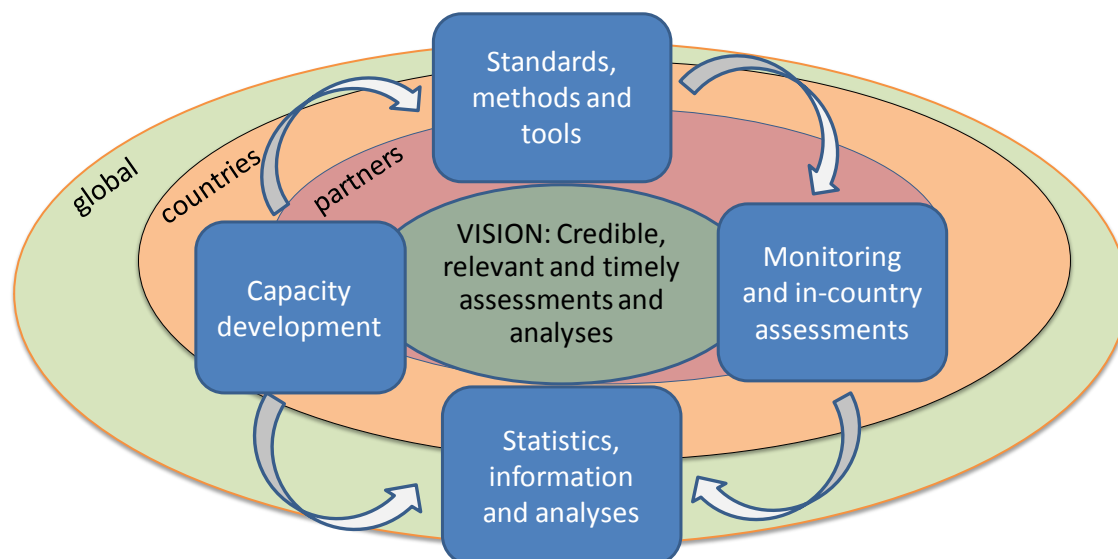 Standards,
methods and
tools
global
countries
partners
VISION: Credible,
relevant and timely
assessments and
analyses
Capacity
development
Monitoring
and in-country
assessments
Statistics,
information
and analyses